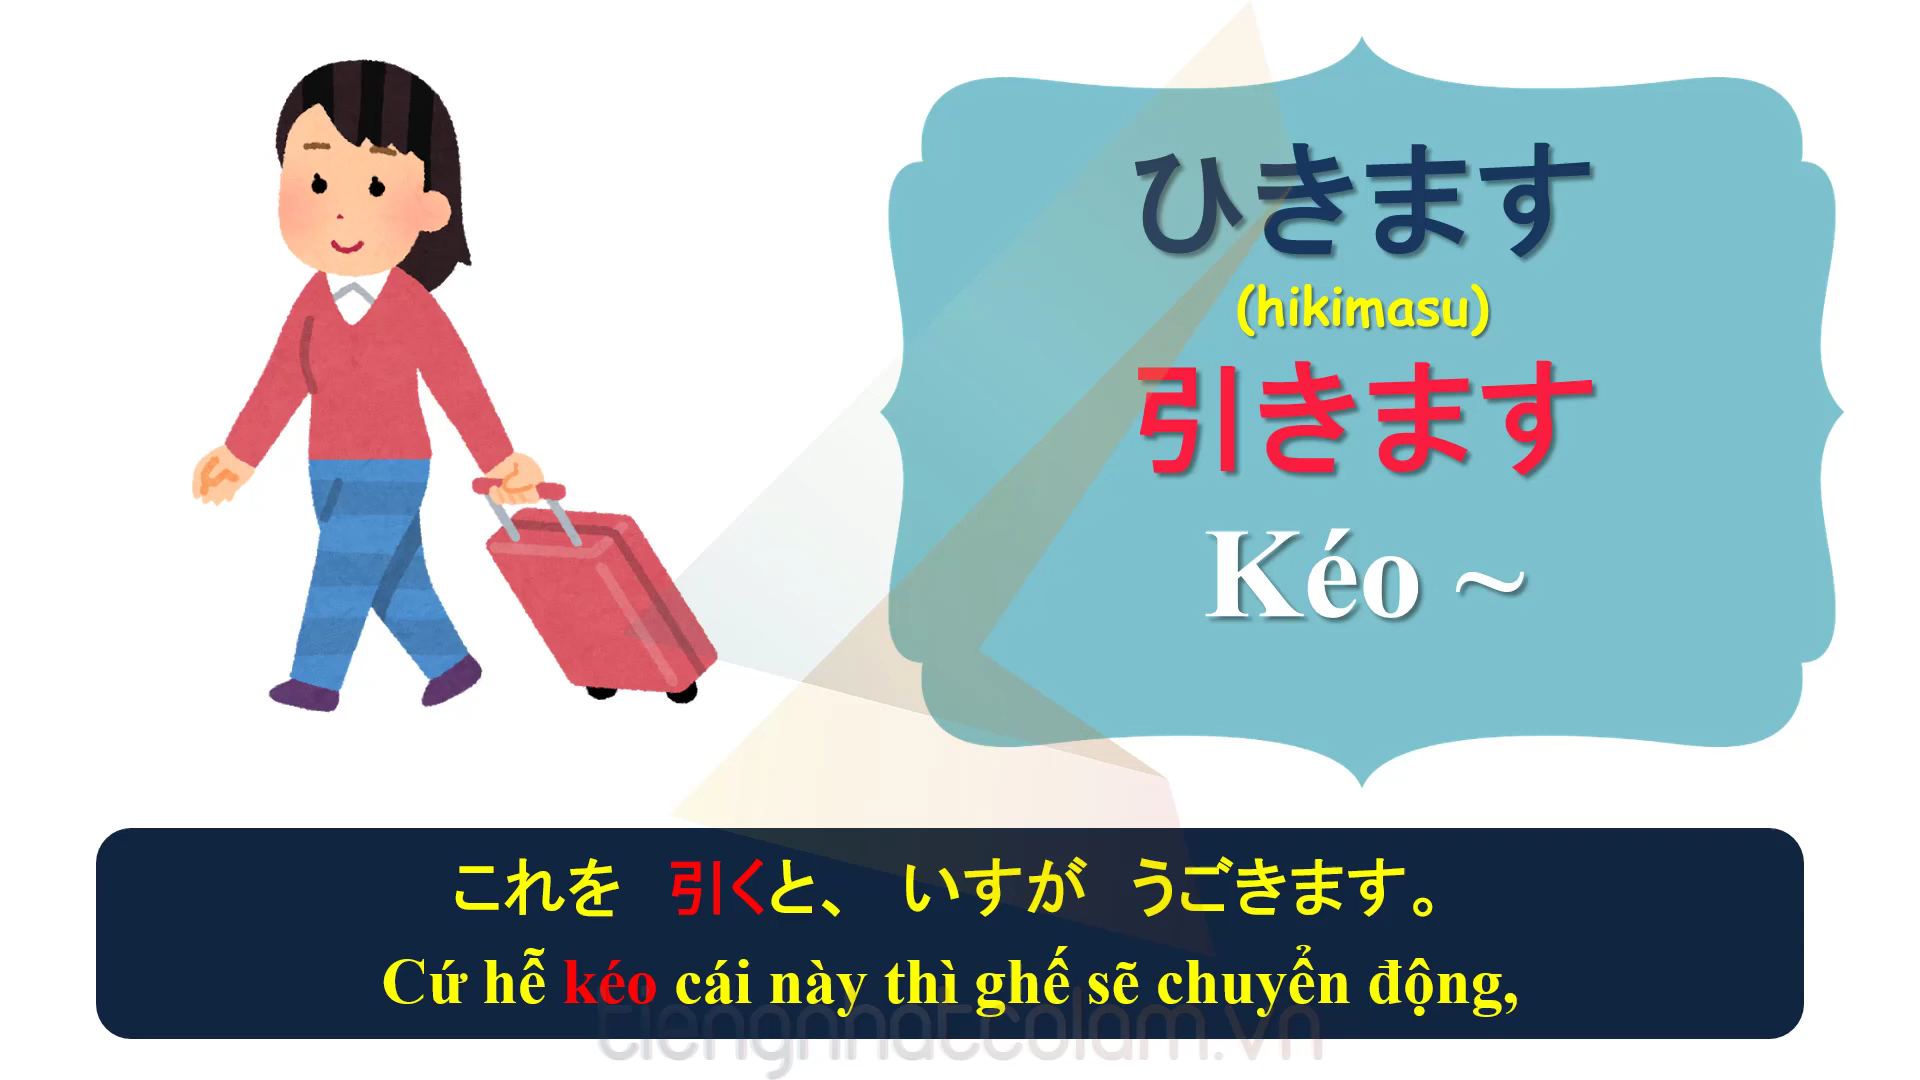 ひきます
(hikimasu)
引きます
Kéo ~
これを　引くと、　いすが　うごきます。
Cứ hễ kéo cái này thì ghế sẽ chuyển động,
tiengnhatcolam.vn